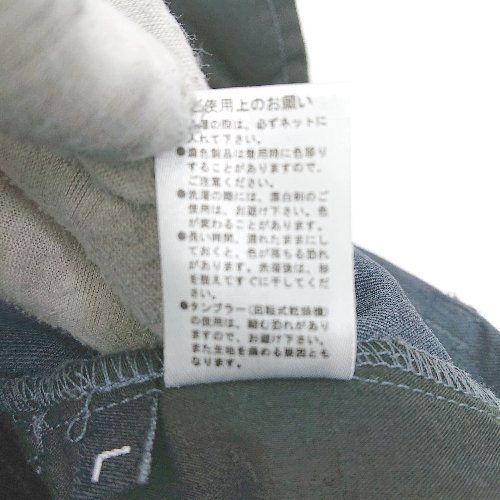 ご使用上のお願い
洗濯の際は、必ずネットに
入れて下さい。
●濃色製品は着用時に色移り
することがありますので、
ご注意ください。
●洗濯の際には、漂白剤のご
使用は、お避け下さい。色
が変わることがあります。
●長い時間、濡れたままにし
ておくと、色が落ちる恐れ
があります。洗濯後は、形
を整えてすぐに干して下さ
い。
●タンブラー(回転式乾燥機)
の使用は、縮む恐れがあり
ますので、お避け下さい。
また生地を痛める原因とも
なります。